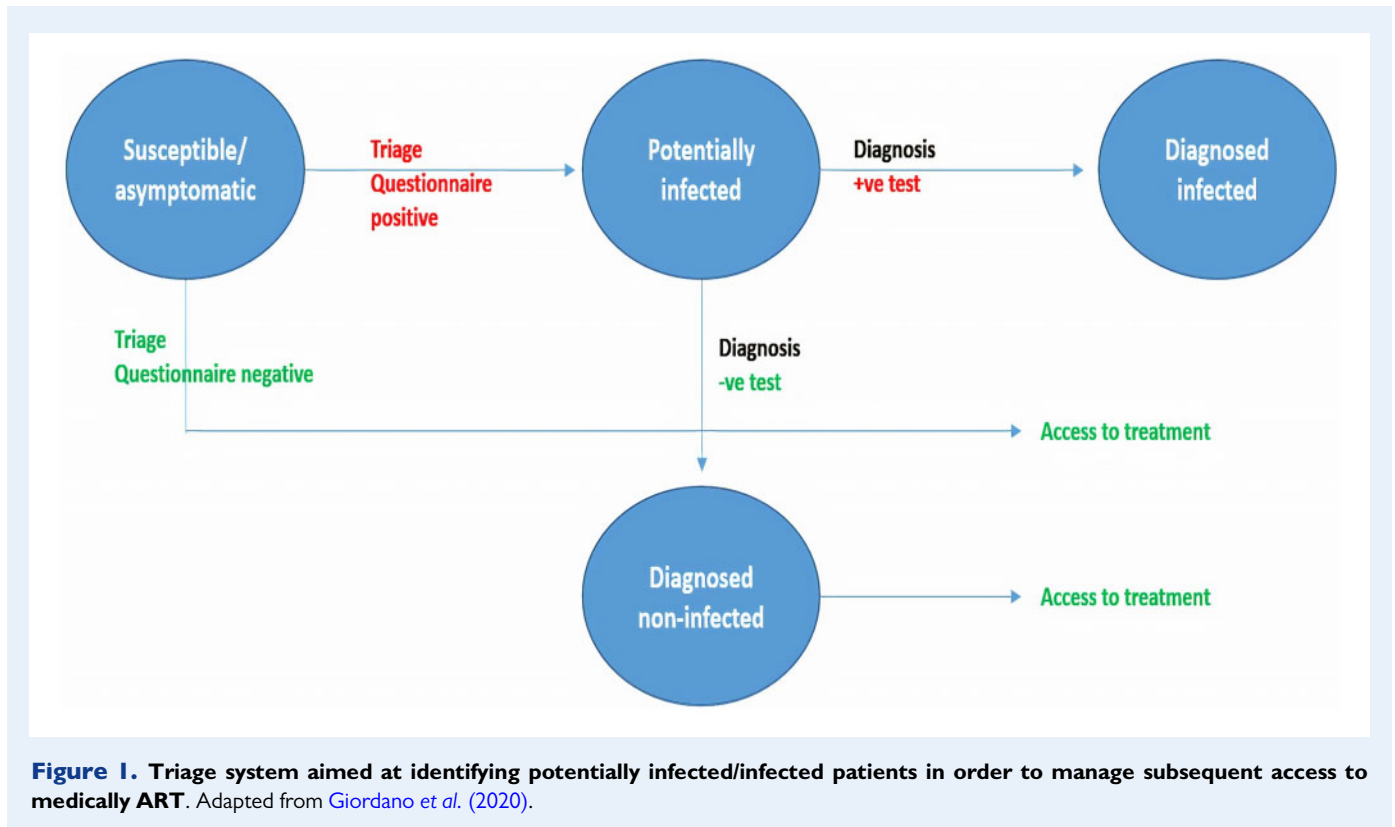 Susceptible/
asymptomatic
Triage
Questionnaire
positive
Potentially
infected
Diagnosis
+ve test
Diagnosed
infected
Triage
Questionnaire negative
Diagnosis
-ve test
Access to treatment
Diagnosed
non-infected
Access to treatment
Figure 1. Triage system aimed at identifying potentially infected/infected patients in order to manage subsequent access to
medically ART. Adapted from Giordano et al. (2020).